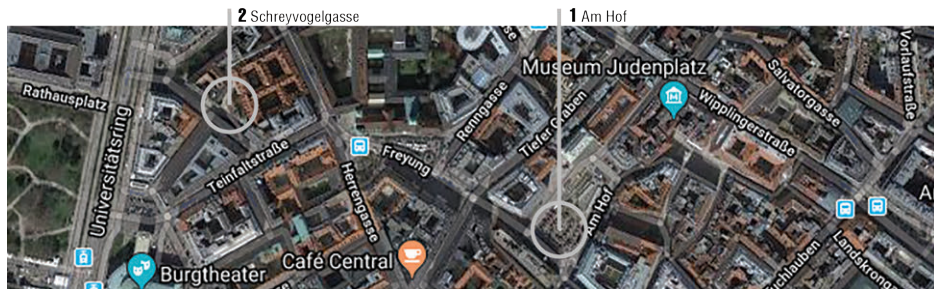 2 Schreyvogelgasse
1 Am Hof
Museum Judenplatz
Rathausplatz
Universitätsring
Teinfaltstraße
Herrengasse
Freyung
Renngasse
Tiefer Graben
Wipplingerstraße
Salvatorgasse
Vorlaufstraße
Am Hof
Burgtheater
Café Central